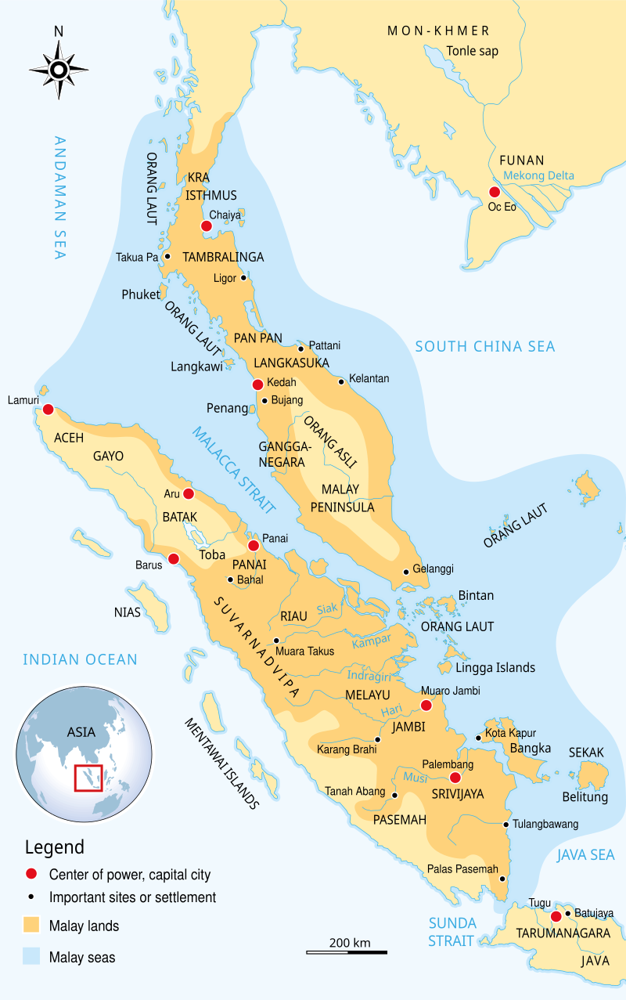 N
MON-KHMER
Tonle sap
ANDAMAN SEA
ORANG LAUT
FUNAN
Mekong Delta
Oc Eo
KRA
ISTHMUS
Chaiya
Takua Pa
TAMBRALINGA
Ligor
Phuket
ORANG LAUT
PAN PAN
Pattani
SOUTH CHINA SEA
Langkawi
LANGKASUKA
Kedah
Kelantan
Lamuri
Bujang
Penang
ACEH
ORANG ASLI
GAYO
MALACCA STRAIT
GANGGA-
NEGARA
Aru
MALAY
PENINSULA
BATAK
ORANG LAUT
Toba
Panai
Barus
PANAI
Bahal
Gelanggi
NIAS
SUVARNADVIPA
RIAU
Siak
Bintan
ORANG LAUT
Kampar
Muara Takus
INDIAN OCEAN
Indragiri
Lingga Islands
MELAYU
Muaro Jambi
Hari
JAMBI
ASIA
MENTAWAI ISLANDS
Karang Brahi
Kota Kapur
Bangka
SEKAK
Palembang
Musi
Tanah Abang
SRIVIJAYA
Belitung
PASEMAH
Tulangbawang
Legend
Center of power, capital city
Important sites or settlement
Malay lands
Malay seas
JAVA SEA
Palas Pasemah
Tugu
Batujaya
SUNDA
STRAIT
TARUMANAGARA
200 km
JAVA